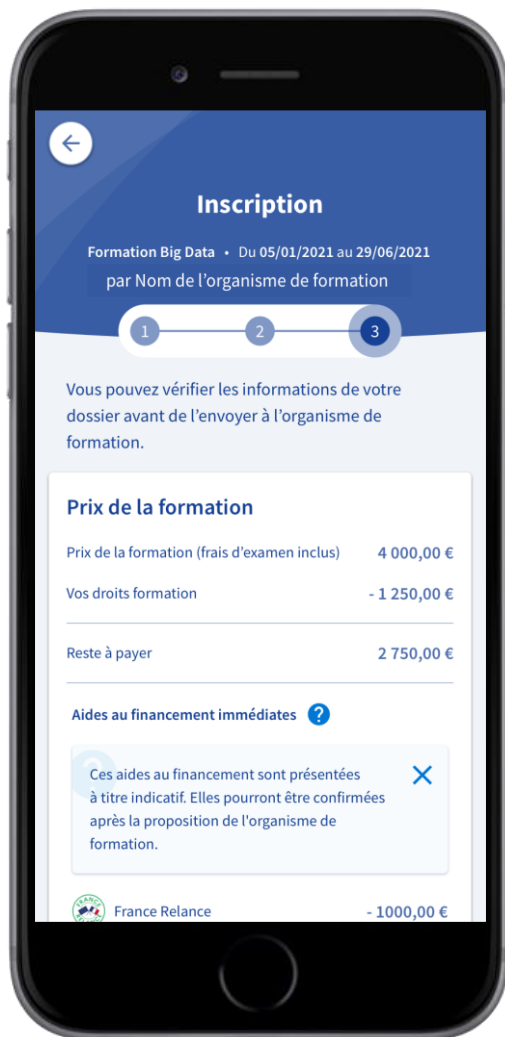 Inscription
Formation Big Data • Du 05/01/2021 au 29/06/2021
par Nom de l’organisme de formation
1 2 3
Vous pouvez vérifier les informations de votre
dossier avant de l’envoyer à l’organisme de
formation.
Prix de la formation
Prix de la formation (frais d’examen inclus) 4 000,00 €
Vos droits formation - 1 250,00 €
Reste à payer 2 750,00 €
Aides au financement immédiates ?
Ces aides au financement sont présentées
à titre indicatif. Elles pourront être confirmées
après la proposition de l'organisme de
formation.
France Relance - 1000,00 €